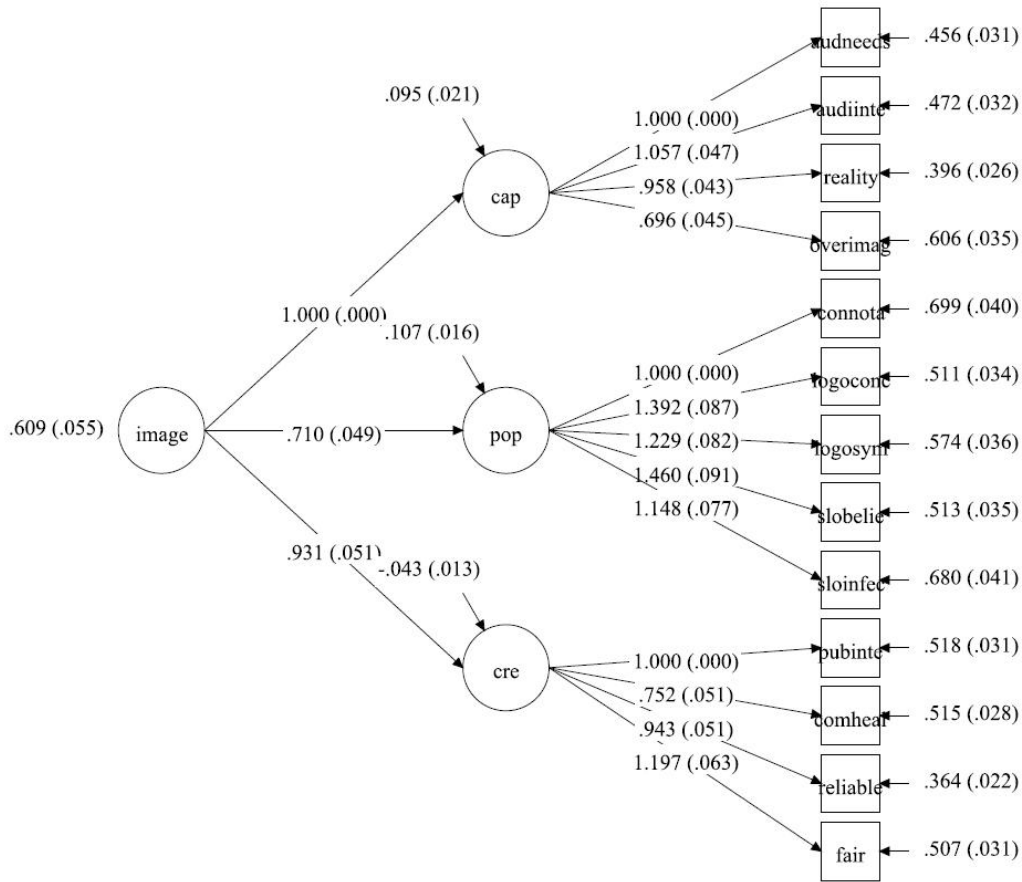 audneeds
.456 (.031)
.095 (.021)
1.000 (.000)
audiinte
.472 (.032)
1.057 (.047)
cap
.958 (.043)
reality
.396 (.026)
.696 (.045)
overimag
.606 (.035)
1.000 (.000)
.107 (.016)
connota
.699 (.040)
1.000 (.000)
logoconc
.511 (.034)
1.392 (.087)
.609 (.055)
image
.710 (.049)
pop
1.229 (.082)
logosym
.574 (.036)
1.460 (.091)
1.148 (.077)
slobelie
.513 (.035)
.931 (.051)
-.043 (.013)
sloinfec
.680 (.041)
cre
1.000 (.000)
pubinte
.518 (.031)
.752 (.051)
comhear
.515 (.028)
.943 (.051)
1.197 (.063)
reliable
.364 (.022)
fair
.507 (.031)